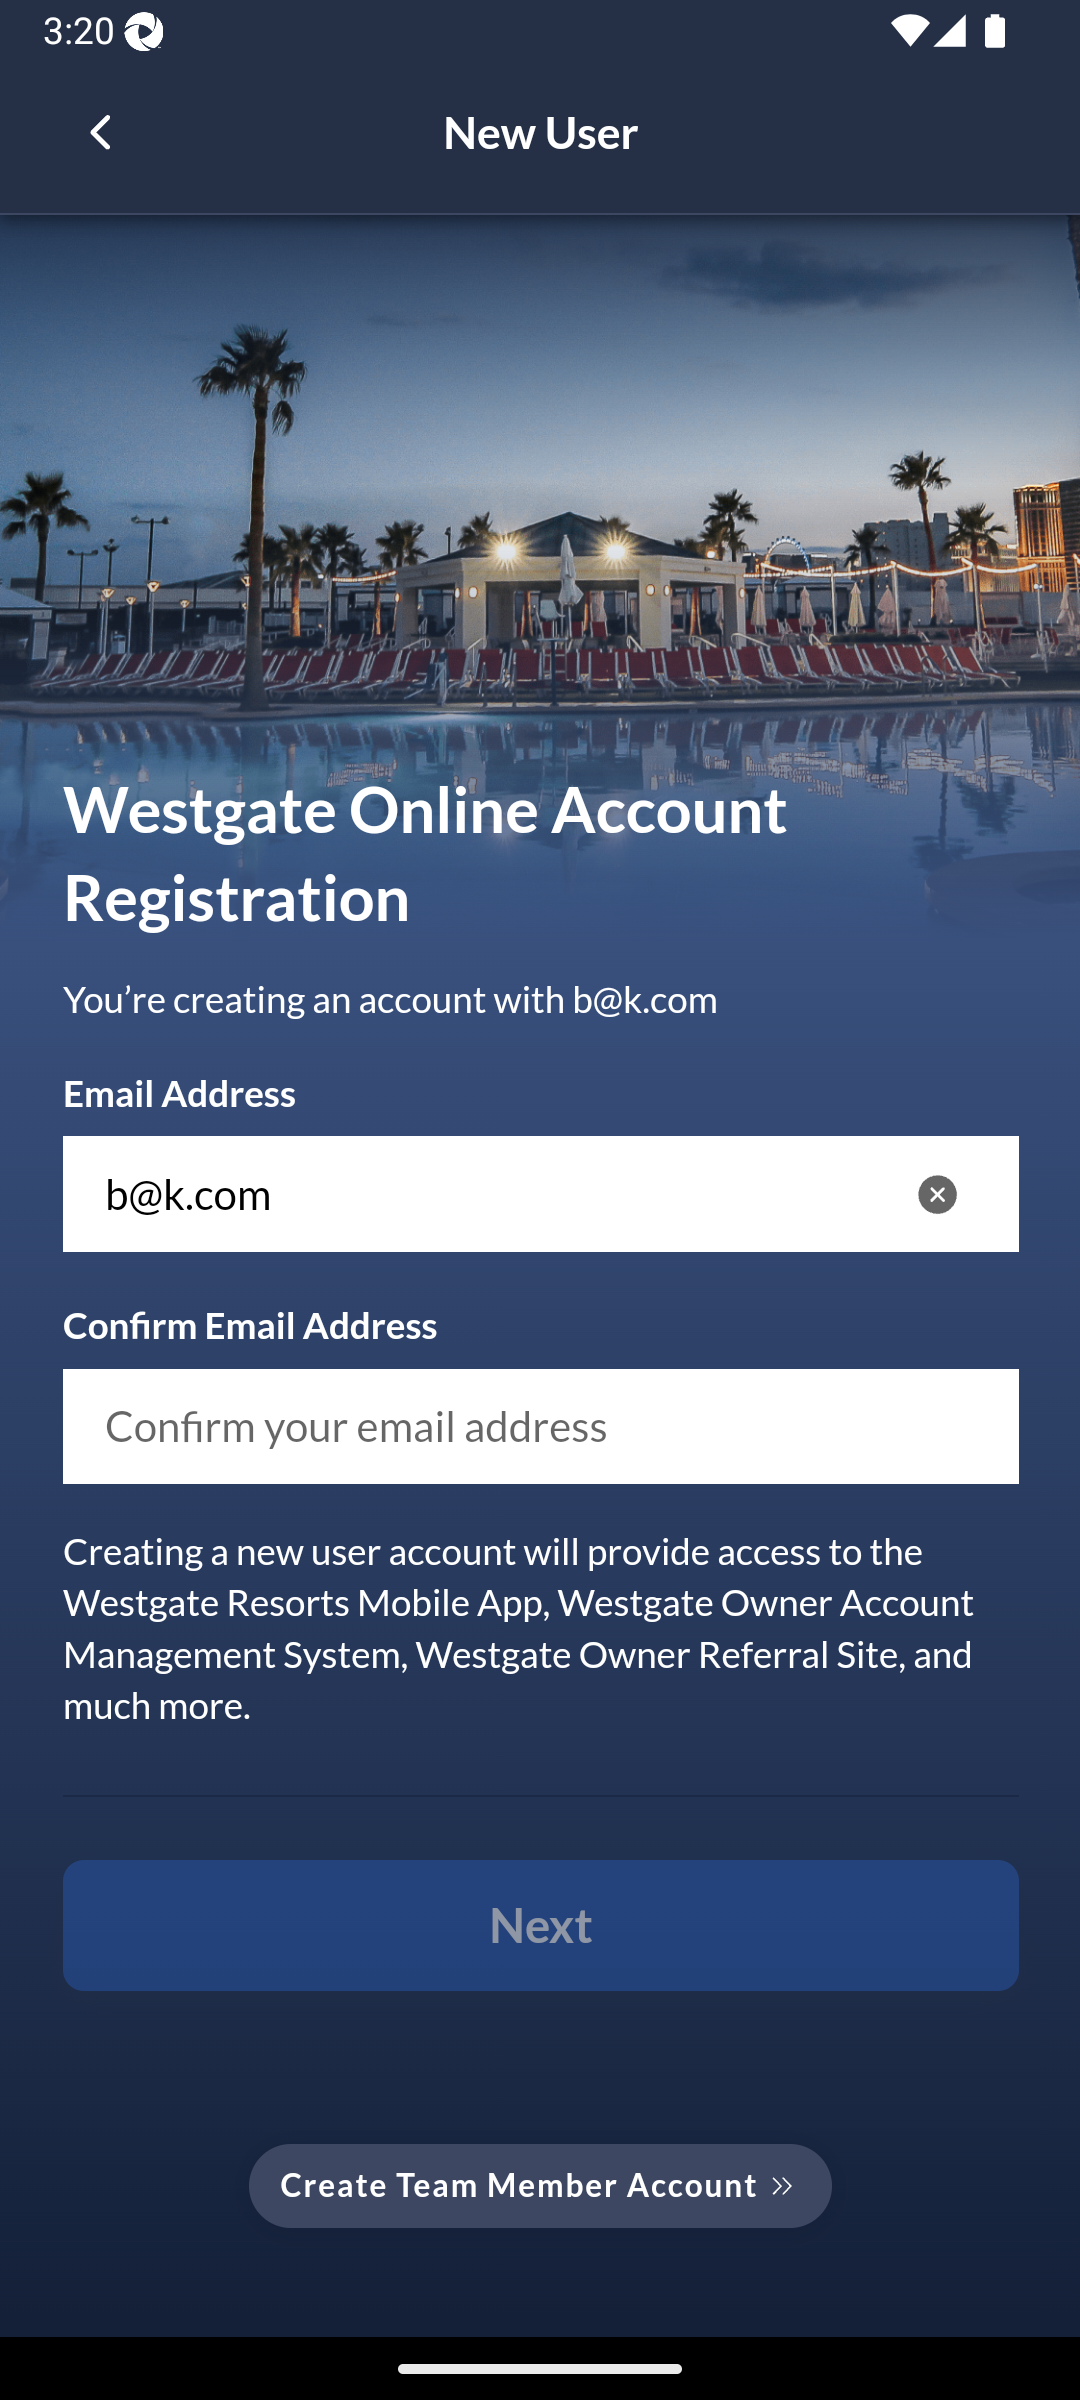 3:20
New User
Westgate Online Account
Registration
You’re creating an account with b@k.com
Email Address
b@k.com
Confirm Email Address
Confirm your email address
Creating a new user account will provide access to the
Westgate Resorts Mobile App, Westgate Owner Account
Management System, Westgate Owner Referral Site, and
much more.
Next
Create Team Member Account